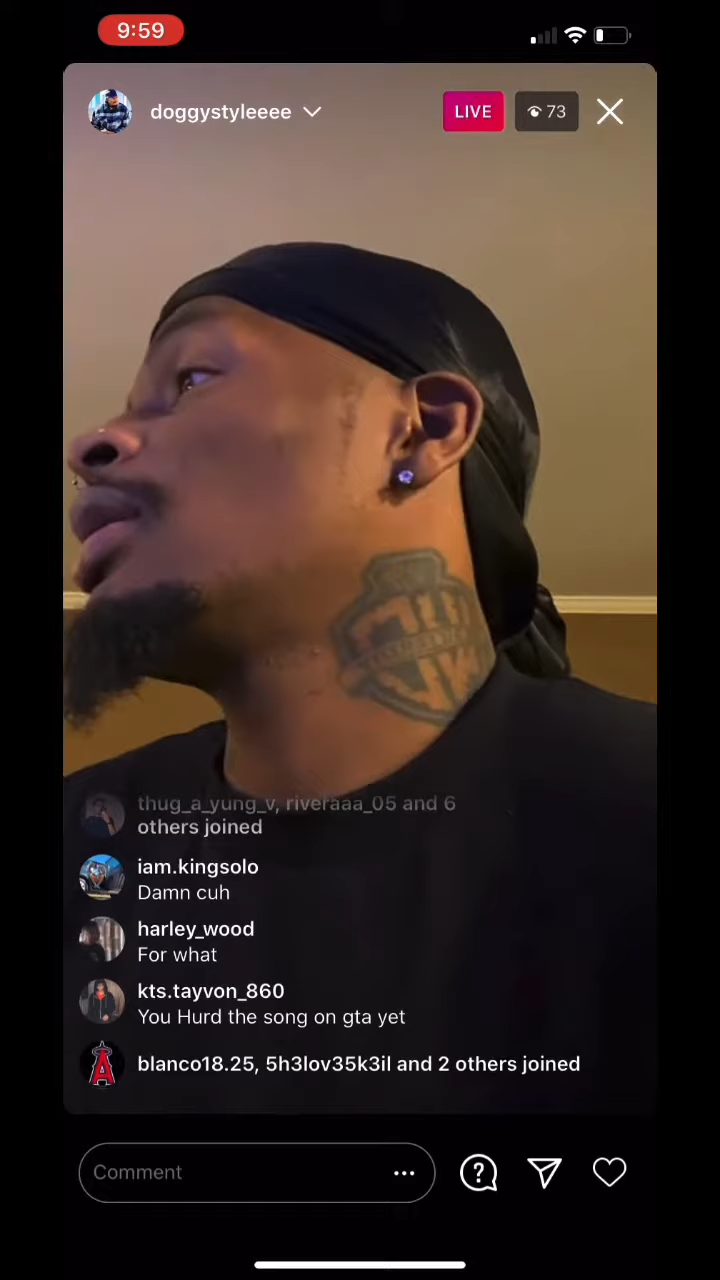 9:59
doggystyleeee
LIVE
73
thug_a_yung_v, riveraaa_05 and 6
others joined
iam.kingsolo
Damn cuh
harley_wood
For what
kts.tayvon_860
You Hurd the song on gta yet
blanco18.25, 5h3lov35k3il and 2 others joined
Comment